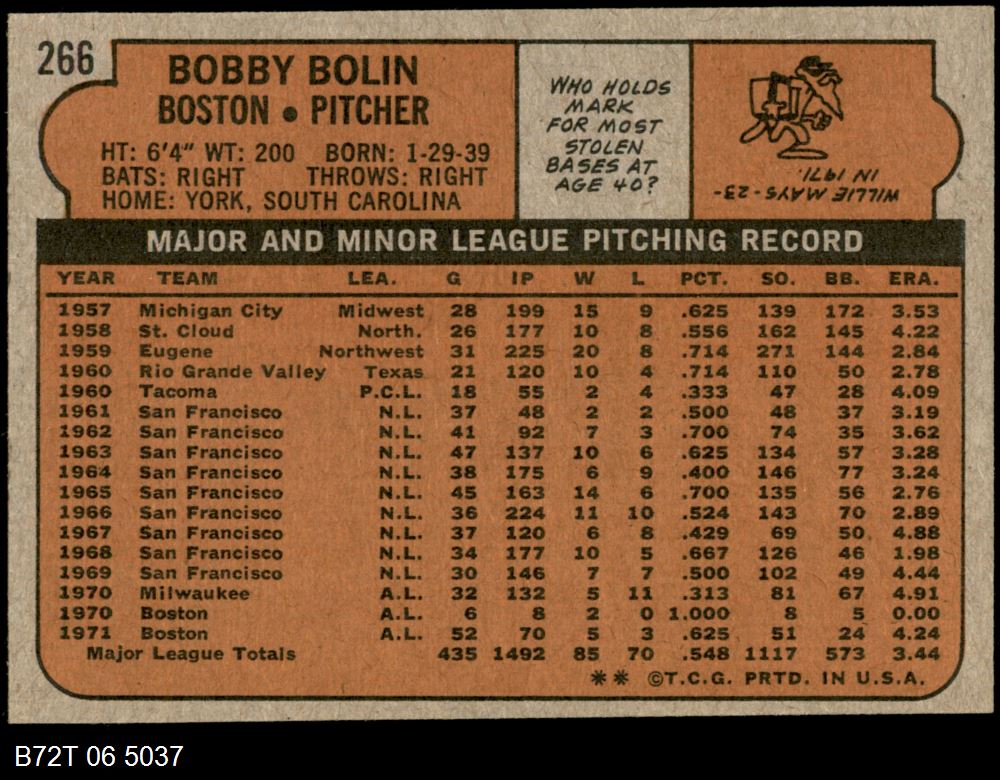 266
BOBBY BOLIN
BOSTON • PITCHER
HT: 6'4" WT: 200 BORN: 1-29-39
BATS: RIGHT THROWS: RIGHT
HOME: YORK, SOUTH CAROLINA
WHO HOLDS
MARK
FOR MOST
STOLEN
BASES AT
AGE 40?
WILLIE MAYS-23-
IN 1971.
MAJOR AND MINOR LEAGUE PITCHING RECORD
YEAR TEAM LEA. G IP W L PCT. SO. BB. ERA.
1957 Michigan City Midwest 28 199 15 9 .625 139 172 3.53
1958 St. Cloud North. 26 177 10 8 .556 162 145 4.22
1959 Eugene Northwest 31 225 20 8 .714 271 144 2.84
1960 Rio Grande Valley Texas 21 120 10 4 .714 110 50 2.78
1960 Tacoma P.C.L. 18 55 2 4 .333 47 28 4.09
1961 San Francisco N.L. 37 48 2 2 .500 48 37 3.19
1962 San Francisco N.L. 41 92 7 3 .700 74 35 3.62
1963 San Francisco N.L. 47 137 10 6 .625 134 57 3.28
1964 San Francisco N.L. 38 175 6 9 .400 146 77 3.24
1965 San Francisco N.L. 45 163 14 6 .700 135 56 2.76
1966 San Francisco N.L. 36 224 11 10 .524 143 70 2.89
1967 San Francisco N.L. 37 120 6 8 .429 69 50 4.88
1968 San Francisco N.L. 34 177 10 5 .667 126 46 1.98
1969 San Francisco N.L. 30 146 7 7 .500 102 49 4.44
1970 Milwaukee A.L. 32 132 5 11 .313 81 67 4.91
1970 Boston A.L. 6 8 2 0 1.000 8 5 0.00
1971 Boston A.L. 52 70 5 3 .625 51 24 4.24
Major League Totals 435 1492 85 70 .548 1117 573 3.44
** ©T.C.G. PRTD. IN U.S.A.
B72T 06 5037